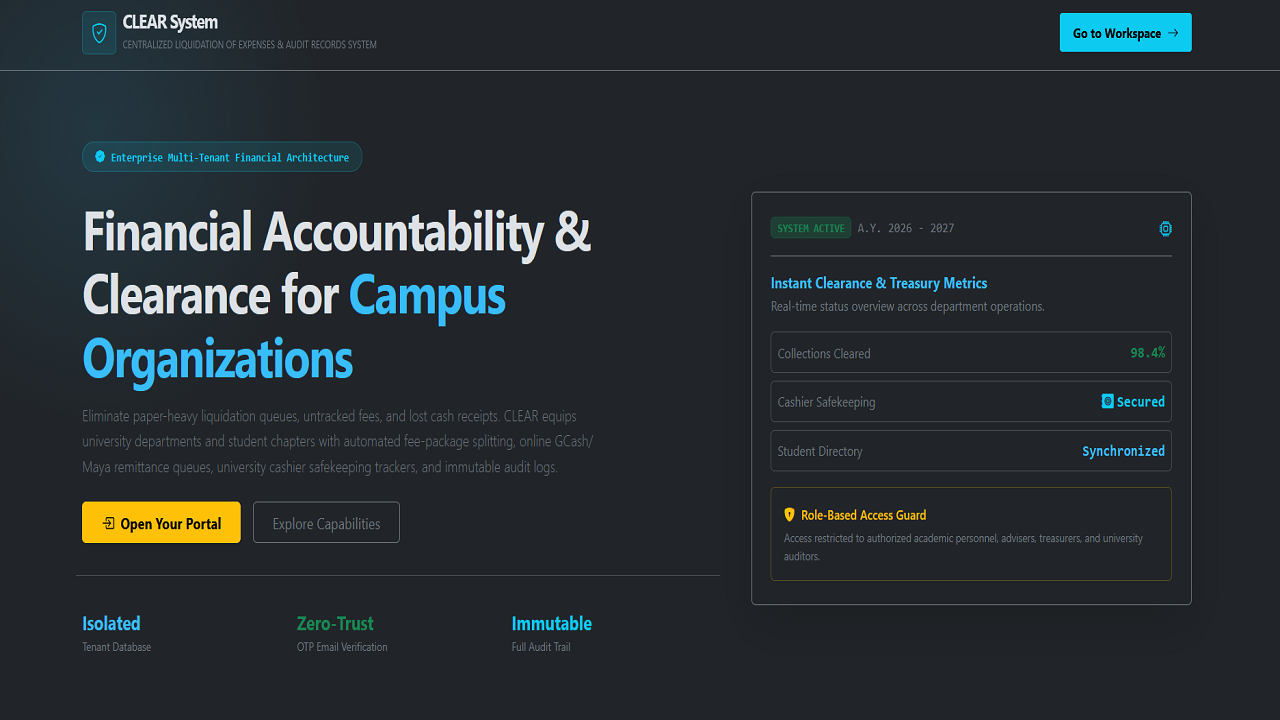 CLEAR System
CENTRALIZED LIQUIDATION OF EXPENSES & AUDIT RECORDS SYSTEM
Go to Workspace →
Enterprise Multi-Tenant Financial Architecture
Financial Accountability &
Clearance for Campus
Organizations
Eliminate paper-heavy liquidation queues, untracked fees, and lost cash receipts. CLEAR equips
university departments and student chapters with automated fee-package splitting, online GCash/
Maya remittance queues, university cashier safekeeping trackers, and immutable audit logs.
Open Your Portal
Explore Capabilities
Isolated
Tenant Database
Zero-Trust
OTP Email Verification
Immutable
Full Audit Trail
SYSTEM ACTIVE A.Y. 2026 - 2027
Instant Clearance & Treasury Metrics
Real-time status overview across department operations.
Collections Cleared 98.4%
Cashier Safekeeping Secured
Student Directory Synchronized
Role-Based Access Guard
Access restricted to authorized academic personnel, advisers, treasurers, and university
auditors.